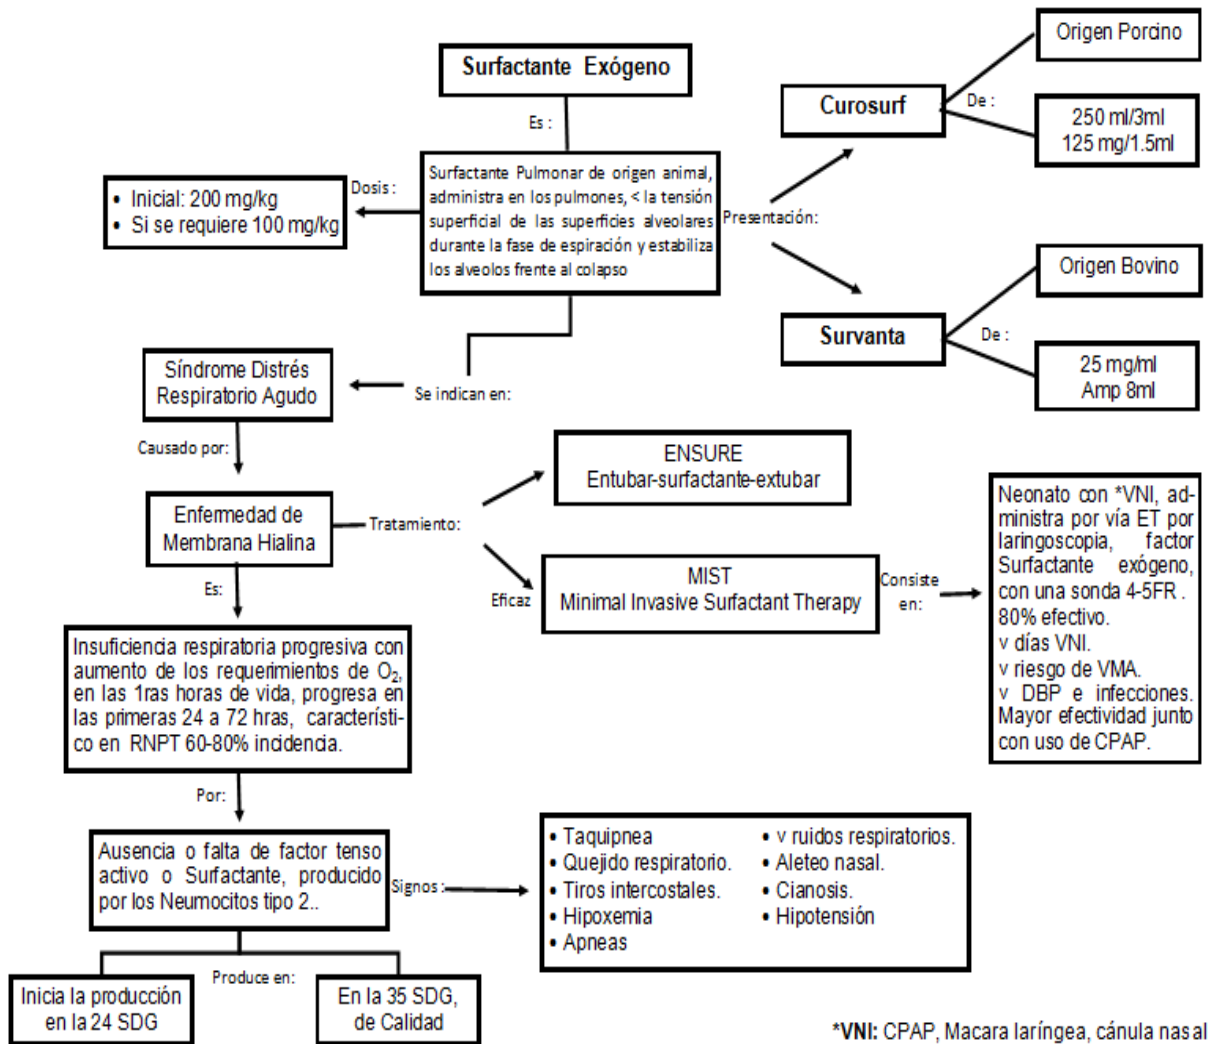 Surfactante Exógeno
Es :
Surfactante Pulmonar de origen animal,
administra en los pulmones, < la tensión
superficial de las superficies alveolares
durante la fase de espiración y estabiliza
los alveolos frente al colapso
Dosis :
• Inicial: 200 mg/kg
• Si se requiere 100 mg/kg
Presentación:
Curosurf
De :
Origen Porcino
250 ml/3ml
125 mg/1.5ml
Survanta
De :
Origen Bovino
25 mg/ml
Amp 8ml
Se indican en:
Síndrome Distrés
Respiratorio Agudo
Causado por:
Enfermedad de
Membrana Hialina
Tratamiento:
ENSURE
Entubar-surfactante-extubar
Eficaz
MIST
Minimal Invasive Surfactant Therapy
Consiste
en:
Neonato con *VNI, ad-
ministra por vía ET por
laringoscopia, factor
Surfactante exógeno,
con una sonda 4-5FR .
80% efectivo.
v días VNI.
v riesgo de VMA.
v DBP e infecciones.
Mayor efectividad junto
con uso de CPAP.
Es:
Insuficiencia respiratoria progresiva con
aumento de los requerimientos de O₂,
en las 1ras horas de vida, progresa en
las primeras 24 a 72 hras, característi-
co en RNPT 60-80% incidencia.
Por:
Ausencia o falta de factor tenso
activo o Surfactante, producido
por los Neumocitos tipo 2..
Signos :
• Taquipnea
• Quejido respiratorio.
• Tiros intercostales.
• Hipoxemia
• Apneas
• v ruidos respiratorios.
• Aleteo nasal.
• Cianosis.
• Hipotensión
Produce en:
Inicia la producción
en la 24 SDG
En la 35 SDG,
de Calidad
*VNI: CPAP, Macara laríngea, cánula nasal